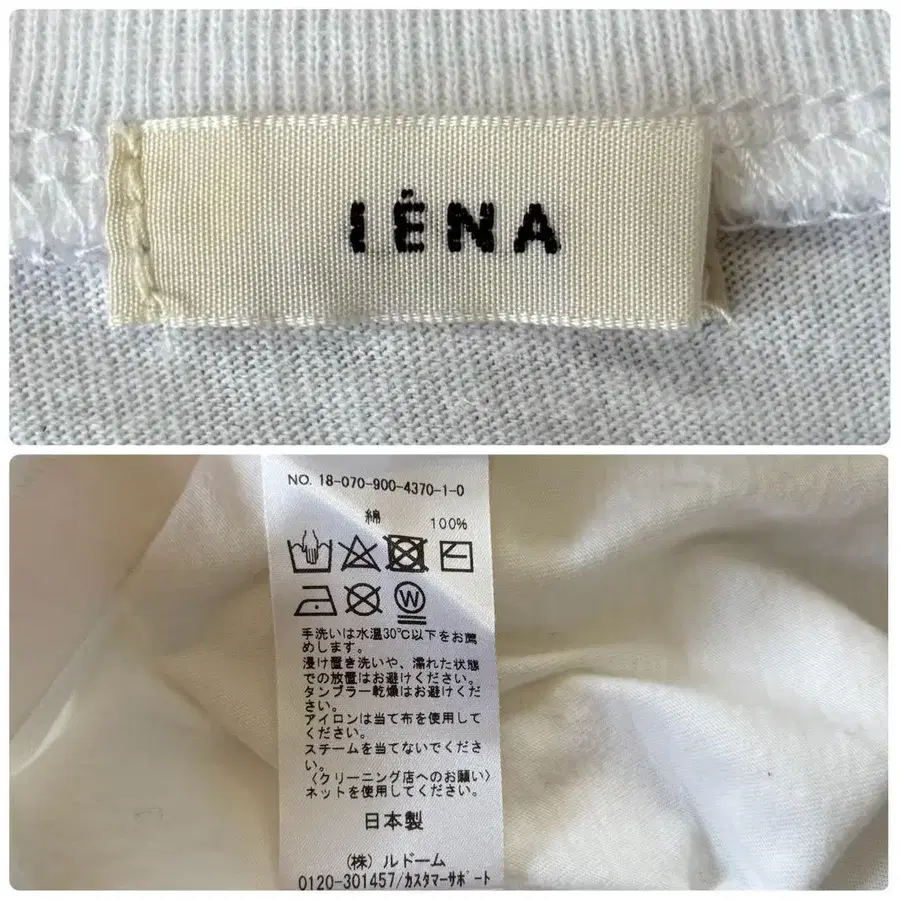 IÉNA
NO. 18-070-900-4370-1-0
綿 100%
手洗いは水温30℃以下をお薦
めします。
浸け置き洗いや、濡れた状態
での放置はお避けください。
タンブラー乾燥はお避けくだ
さい。
アイロンは当て布を使用して
ください。
スチームを当てないでくださ
い。
〈クリーニング店へのお願い〉
ネットを使用してください。
日本製
(株) ルドーム
0120-301457/カスタマーサポート